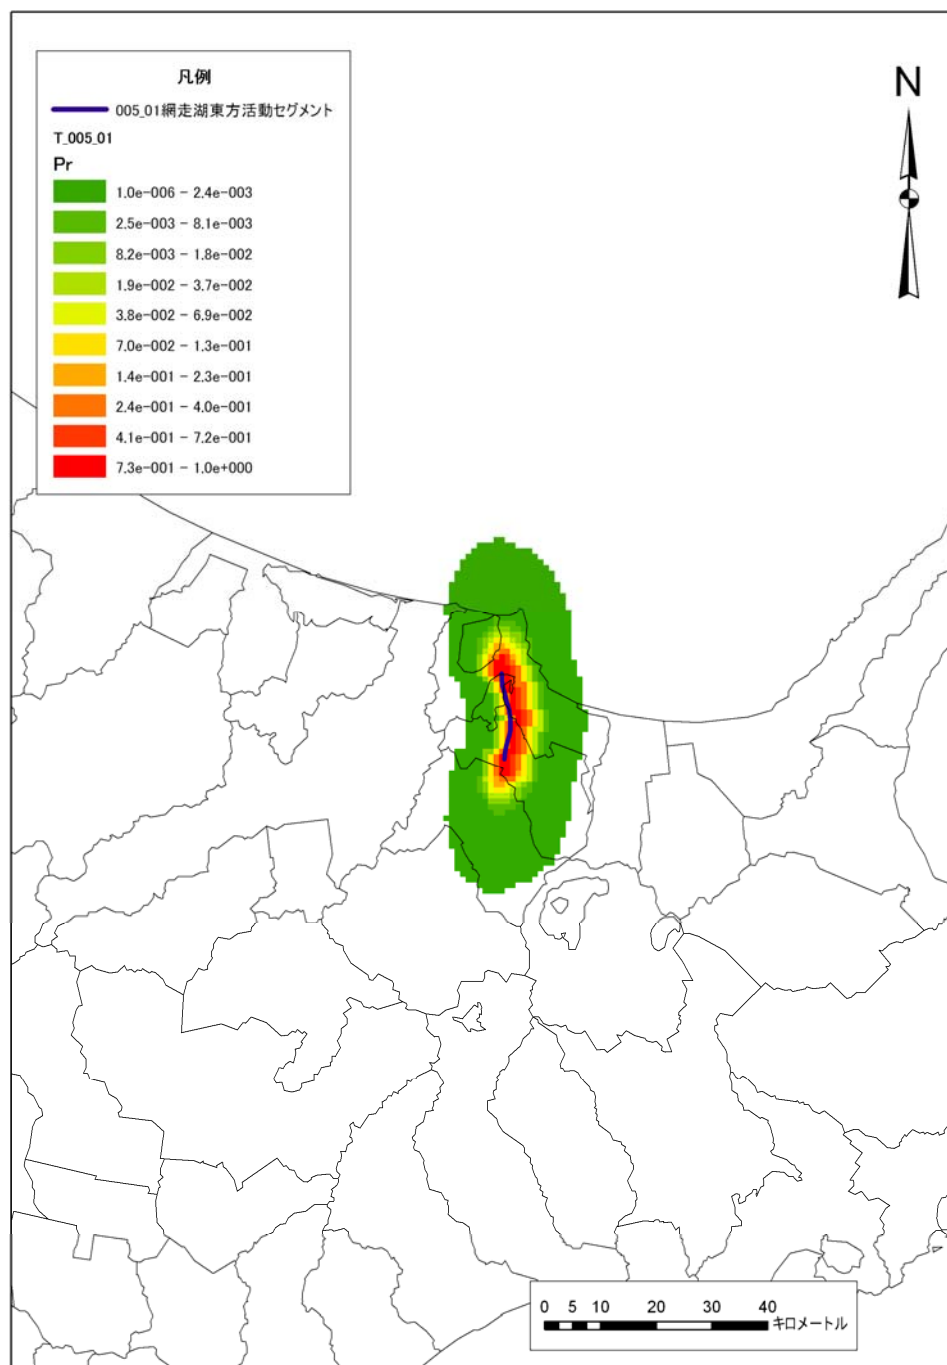 凡例
005_01網走湖東方活動セグメント
T_005_01
Pr
1.0e-006 - 2.4e-003
2.5e-003 - 8.1e-003
8.2e-003 - 1.8e-002
1.9e-002 - 3.7e-002
3.8e-002 - 6.9e-002
7.0e-002 - 1.3e-001
1.4e-001 - 2.3e-001
2.4e-001 - 4.0e-001
4.1e-001 - 7.2e-001
7.3e-001 - 1.0e+000
N
0 5 10 20 30 40
キロメートル